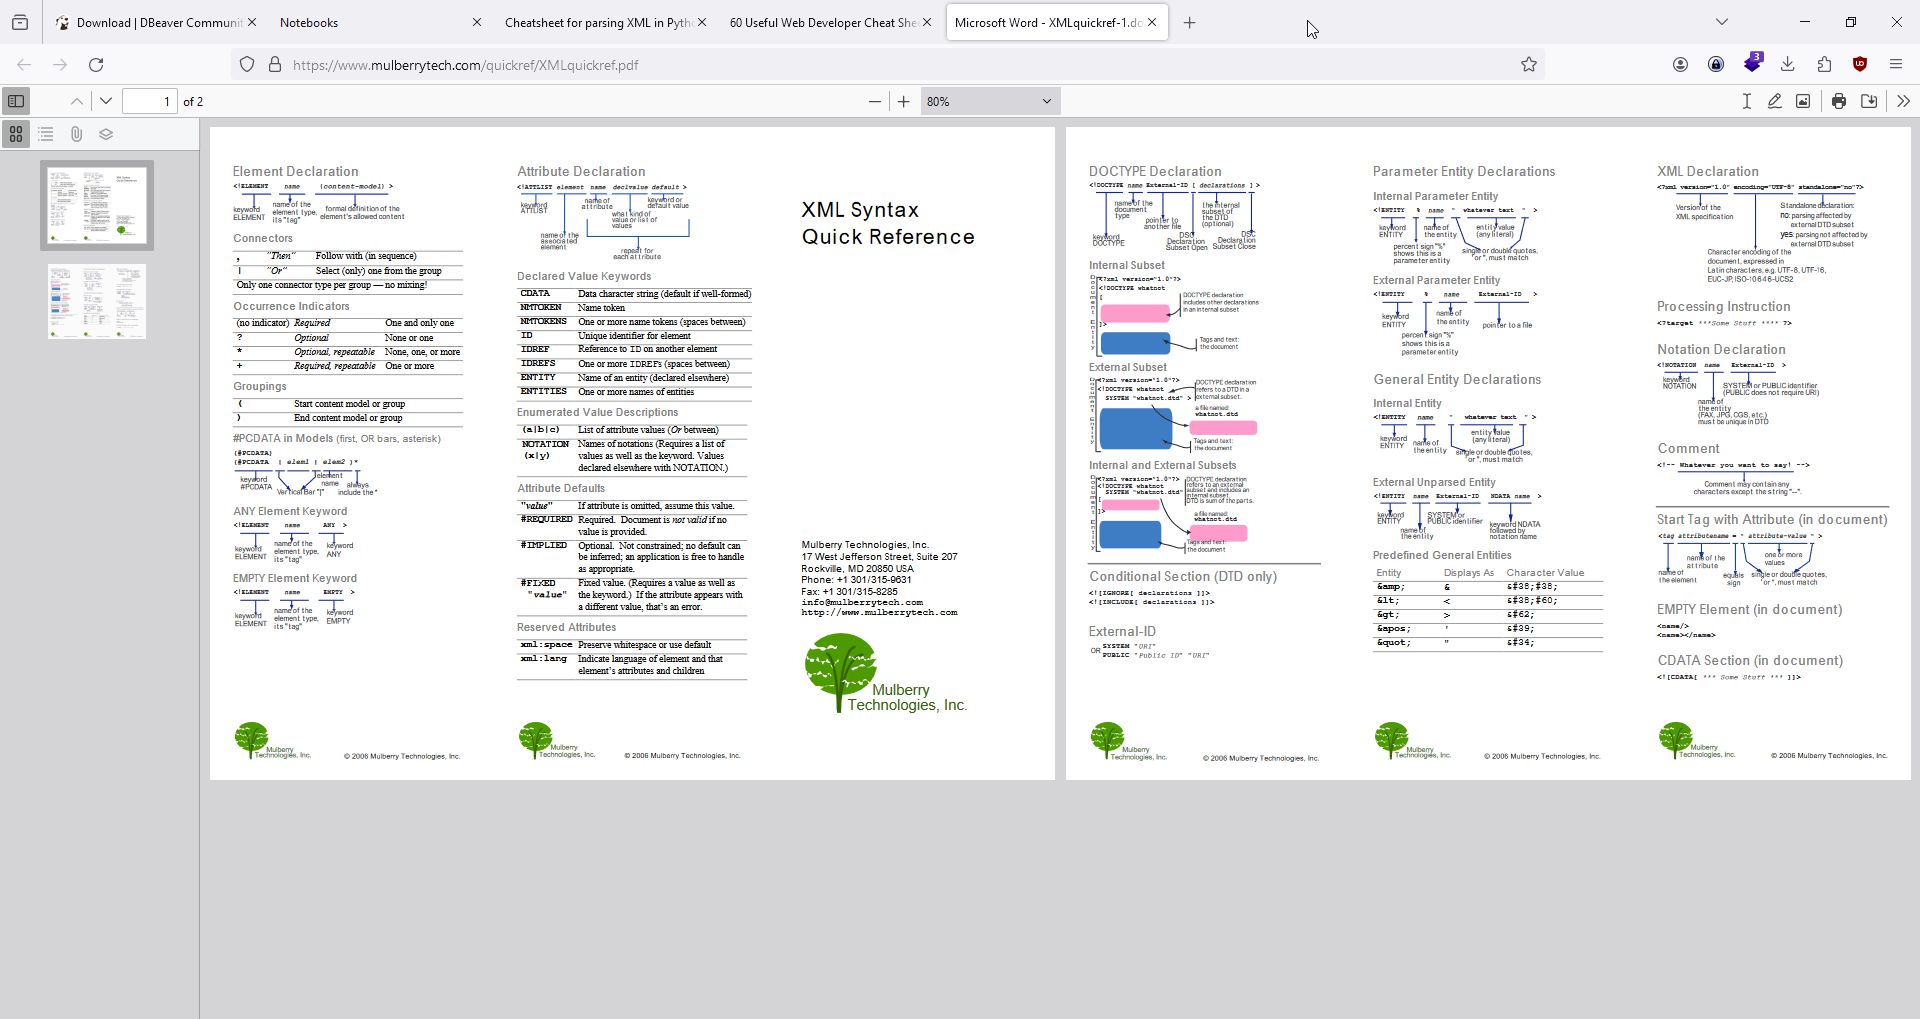 Download | DBeaver Communit
Notebooks
Cheatsheet for parsing XML in Pyth
60 Useful Web Developer Cheat She
Microsoft Word - XMLquickref-1.do
https://www.mulberrytech.com/quickref/XMLquickref.pdf
3
1 of 2
80%
Element Declaration
<!ELEMENT name (content-model) >
keyword ELEMENT
name of the element type, its "tag"
formal definition of the element's allowed content
Connectors
, "Then" Follow with (in sequence)
| "Or" Select (only) one from the group
Only one connector type per group — no mixing!
Occurrence Indicators
(no indicator) Required One and only one
? Optional None or one
* Optional, repeatable None, one, or more
+ Required, repeatable One or more
Groupings
( Start content model or group
) End content model or group
#PCDATA in Models (first, OR bars, asterisk)
(#PCDATA)
(#PCDATA | elem1 | elem2 )*
keyword #PCDATA
Vertical Bar "|"
element name
always include the *
ANY Element Keyword
<!ELEMENT name ANY >
keyword ELEMENT
name of the element type, its "tag"
keyword ANY
EMPTY Element Keyword
<!ELEMENT name EMPTY >
keyword ELEMENT
name of the element type, its "tag"
keyword EMPTY
Mulberry
Technologies, Inc.
© 2006 Mulberry Technologies, Inc.
Attribute Declaration
<!ATTLIST element name declvalue default >
keyword ATTLIST
name of the associated element
name of attribute
what kind of value or list of values
keyword or default value
repeat for each attribute
Declared Value Keywords
CDATA Data character string (default if well-formed)
NMTOKEN Name token
NMTOKENS One or more name tokens (spaces between)
ID Unique identifier for element
IDREF Reference to ID on another element
IDREFS One or more IDREFs (spaces between)
ENTITY Name of an entity (declared elsewhere)
ENTITIES One or more names of entities
Enumerated Value Descriptions
(a|b|c) List of attribute values (Or between)
NOTATION Names of notations (Requires a list of
(x|y) values as well as the keyword. Values
declared elsewhere with NOTATION.)
Attribute Defaults
"value" If attribute is omitted, assume this value.
#REQUIRED Required. Document is not valid if no
value is provided.
#IMPLIED Optional. Not constrained; no default can
be inferred; an application is free to handle
as appropriate.
#FIXED Fixed value. (Requires a value as well as
"value" the keyword.) If the attribute appears with
a different value, that's an error.
Reserved Attributes
xml:space Preserve whitespace or use default
xml:lang Indicate language of element and that
element's attributes and children
Mulberry
Technologies, Inc.
© 2006 Mulberry Technologies, Inc.
XML Syntax
Quick Reference
Mulberry Technologies, Inc.
17 West Jefferson Street, Suite 207
Rockville, MD 20850 USA
Phone: +1 301/315-9631
Fax: +1 301/315-8285
info@mulberrytech.com
http://www.mulberrytech.com
Mulberry
Technologies, Inc.
DOCTYPE Declaration
<!DOCTYPE name External-ID [ declarations ] >
keyword DOCTYPE
name of the document type
pointer to another file
DSO Declaration Subset Open
the internal subset of the DTD (optional)
DSC Declaration Subset Close
Internal Subset
<?xml version="1.0"?>
<!DOCTYPE whatnot
[
]>
Document Entity
DOCTYPE declaration
includes other declarations
in an internal subset
Tags and text:
the document
External Subset
<?xml version="1.0"?>
<!DOCTYPE whatnot
SYSTEM "whatnot.dtd" >
Document Entity
DOCTYPE declaration
refers to a DTD in a
external subset.
a file named:
whatnot.dtd
Tags and text:
the document
Internal and External Subsets
<?xml version="1.0"?>
<!DOCTYPE whatnot
SYSTEM "whatnot.dtd"
[
]>
Document Entity
DOCTYPE declaration
refers to an external
subset and includes an
internal subset.
DTD is sum of the parts.
a file named:
whatnot.dtd
Tags and text:
the document
Conditional Section (DTD only)
<![IGNORE[ declarations ]]>
<![INCLUDE[ declarations ]]>
External-ID
OR SYSTEM "URI"
PUBLIC "Public ID" "URI"
Mulberry
Technologies, Inc.
© 2006 Mulberry Technologies, Inc.
Parameter Entity Declarations
Internal Parameter Entity
<!ENTITY % name " whatever text " >
keyword ENTITY
percent sign "%" shows this is a parameter entity
name of the entity
entity value (any literal)
single or double quotes, ' or ", must match
External Parameter Entity
<!ENTITY % name External-ID >
keyword ENTITY
percent sign "%" shows this is a parameter entity
name of the entity
pointer to a file
General Entity Declarations
Internal Entity
<!ENTITY name " whatever text " >
keyword ENTITY
name of the entity
entity value (any literal)
single or double quotes, ' or ", must match
External Unparsed Entity
<!ENTITY name External-ID NDATA name >
keyword ENTITY
name of the entity
SYSTEM or PUBLIC identifier
keyword NDATA followed by notation name
Predefined General Entities
Entity Displays As Character Value
&amp; & &#38;#38;
&lt; < &#38;#60;
&gt; > &#62;
&apos; ' &#39;
&quot; " &#34;
Mulberry
Technologies, Inc.
© 2006 Mulberry Technologies, Inc.
XML Declaration
<?xml version="1.0" encoding="UTF-8" standalone="no"?>
Version of the
XML specification
Standalone declaration:
no: parsing affected by
external DTD subset
yes: parsing not affected by
external DTD subset
Character encoding of the
document, expressed in
Latin characters, e.g. UTF-8, UTF-16,
EUC-JP, ISO-10646-UCS2
Processing Instruction
<?target ***Some Stuff **** ?>
Notation Declaration
<!NOTATION name External-ID >
keyword NOTATION
SYSTEM or PUBLIC identifier
(PUBLIC does not require URI)
name of
the entity
(FAX, JPG, CGS, etc.)
must be unique in DTD
Comment
<!-- Whatever you want to say! -->
Comment may contain any
characters except the string "--".
Start Tag with Attribute (in document)
<tag attributename = " attribute-value " >
name of the element
name of the attribute
equals sign
one or more values
single or double quotes, ' or ", must match
EMPTY Element (in document)
<name/>
<name></name>
CDATA Section (in document)
<![CDATA[ *** Some Stuff *** ]]>
Mulberry
Technologies, Inc.
© 2006 Mulberry Technologies, Inc.